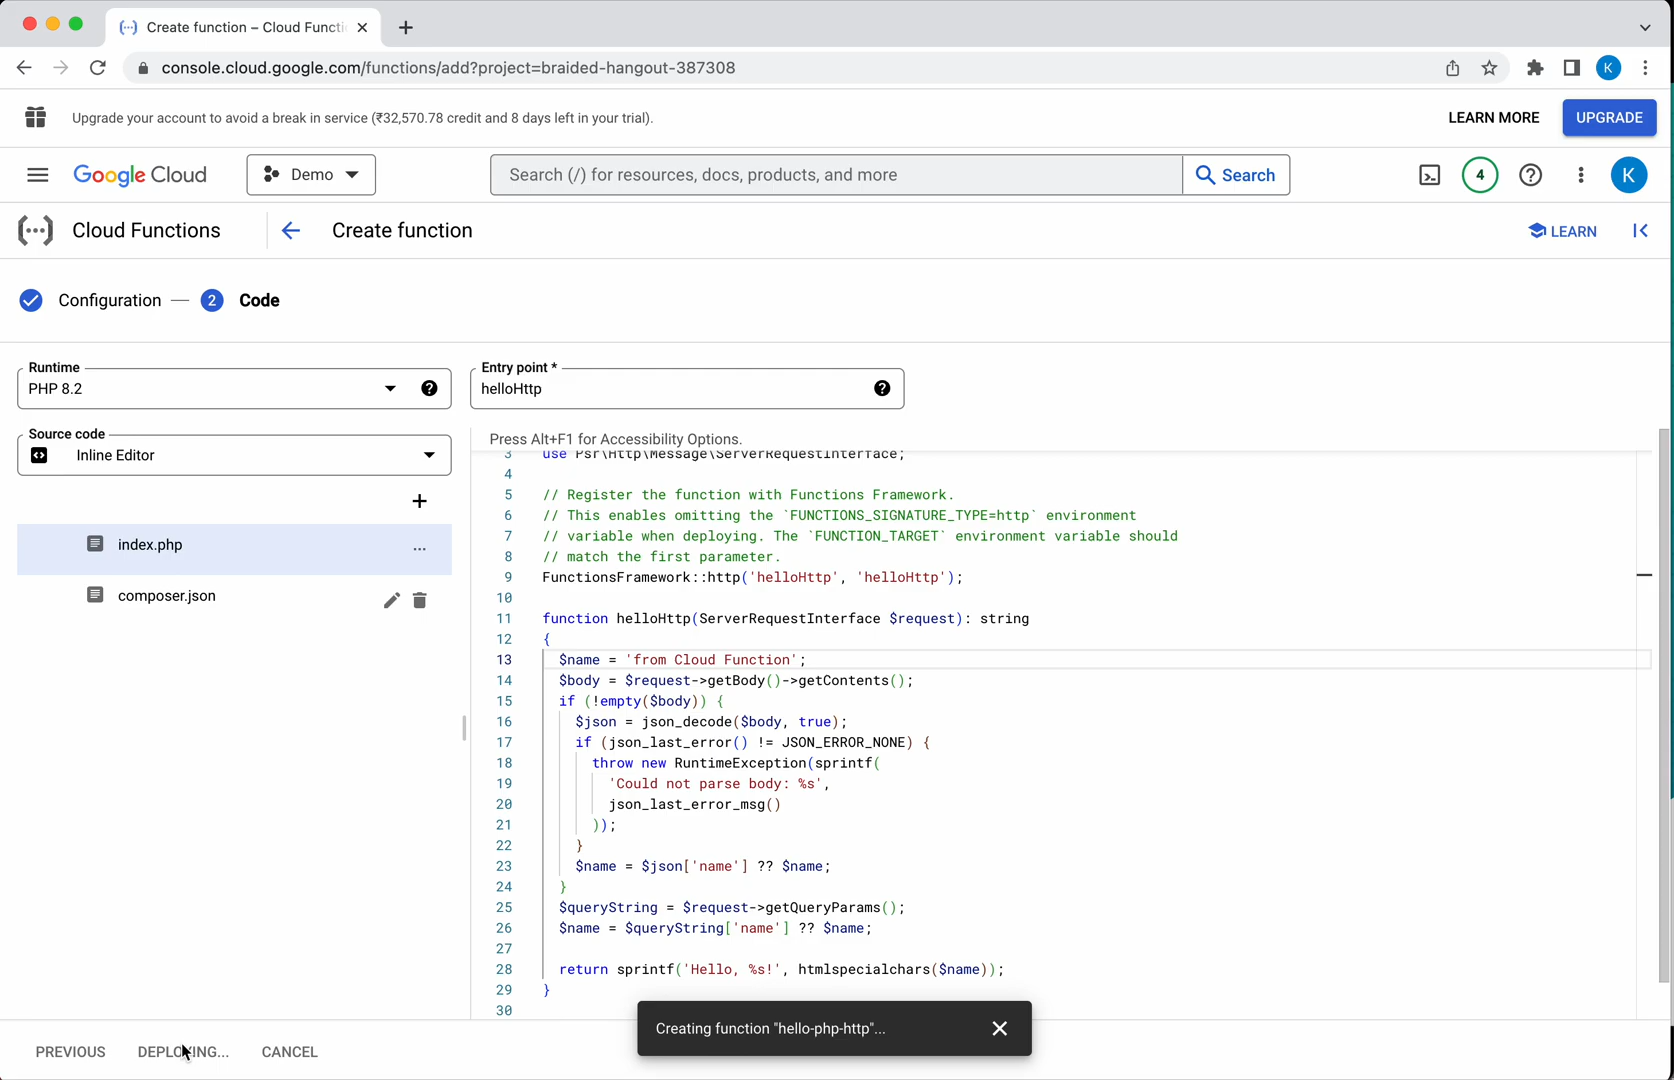 Create function – Cloud Functi
console.cloud.google.com/functions/add?project=braided-hangout-387308
K
Upgrade your account to avoid a break in service (₹32,570.78 credit and 8 days left in your trial).
LEARN MORE
UPGRADE
Google Cloud
Demo
Search (/) for resources, docs, products, and more
Search
4
K
Cloud Functions
Create function
LEARN
Configuration
2
Code
Runtime
PHP 8.2
Entry point *
helloHttp
Source code
Inline Editor
index.php
...
composer.json
Press Alt+F1 for Accessibility Options.
3 use Psr\Http\Message\ServerRequestInterface;
4
5 // Register the function with Functions Framework.
6 // This enables omitting the `FUNCTIONS_SIGNATURE_TYPE=http` environment
7 // variable when deploying. The `FUNCTION_TARGET` environment variable should
8 // match the first parameter.
9 FunctionsFramework::http('helloHttp', 'helloHttp');
10
11 function helloHttp(ServerRequestInterface $request): string
12 {
13 $name = 'from Cloud Function';
14 $body = $request->getBody()->getContents();
15 if (!empty($body)) {
16 $json = json_decode($body, true);
17 if (json_last_error() != JSON_ERROR_NONE) {
18 throw new RuntimeException(sprintf(
19 'Could not parse body: %s',
20 json_last_error_msg()
21 ));
22 }
23 $name = $json['name'] ?? $name;
24 }
25 $queryString = $request->getQueryParams();
26 $name = $queryString['name'] ?? $name;
27
28 return sprintf('Hello, %s!', htmlspecialchars($name));
29 }
30
Creating function "hello-php-http"...
PREVIOUS
DEPLOYING...
CANCEL